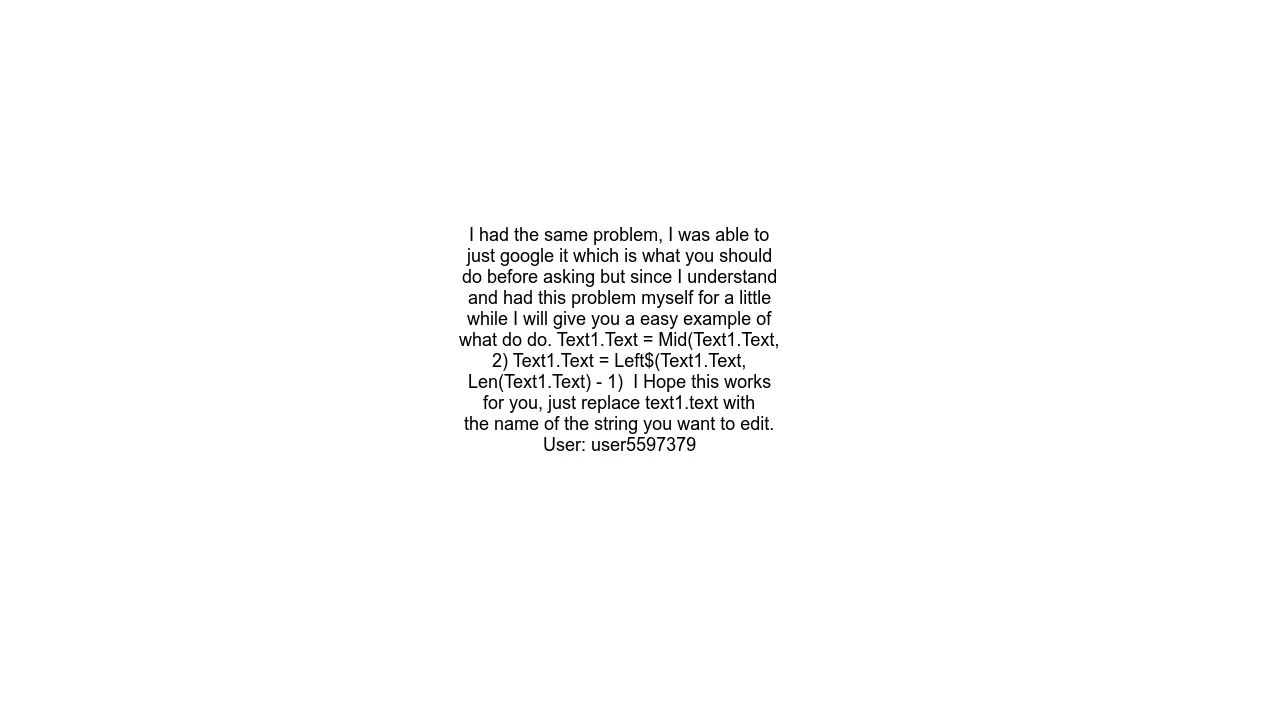 I had the same problem, I was able to
just google it which is what you should
do before asking but since I understand
and had this problem myself for a little
while I will give you a easy example of
what do do. Text1.Text = Mid(Text1.Text,
2) Text1.Text = Left$(Text1.Text,
Len(Text1.Text) - 1)  I Hope this works
for you, just replace text1.text with
the name of the string you want to edit.
User: user5597379